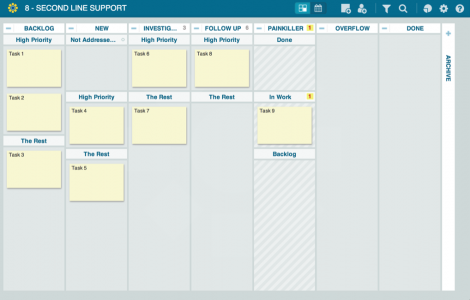 8 - SECOND LINE SUPPORT
BACKLOG
NEW
INVESTIG... 3
FOLLOW UP 6
PAINKILLER 1
OVERFLOW
DONE
High Priority
Not Addresse...
High Priority
High Priority
Done
Task 1
Task 6
Task 8
ARCHIVE
Task 2
High Priority
The Rest
The Rest
In Work 1
Task 4
Task 7
Task 9
The Rest
Task 3
The Rest
Backlog
Task 5